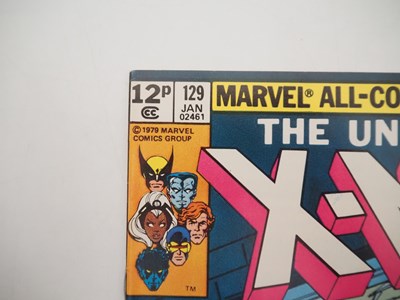 12p
CC
129
JAN
02461
MARVEL® ALL-CO
© 1979 MARVEL
COMICS GROUP
THE UN
X-
TM